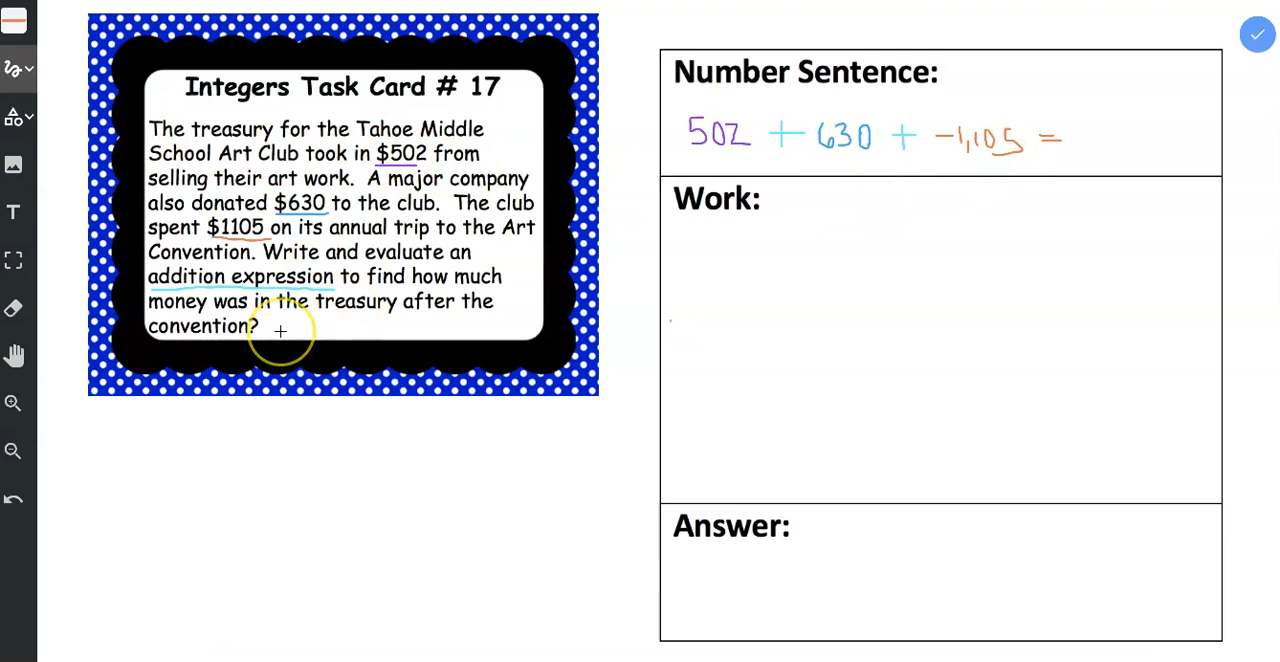 Integers Task Card # 17
The treasury for the Tahoe Middle
School Art Club took in $502 from
selling their art work. A major company
also donated $630 to the club. The club
spent $1105 on its annual trip to the Art
Convention. Write and evaluate an
addition expression to find how much
money was in the treasury after the
convention?
Number Sentence:
502 + 630 + -1,105 =
Work:
Answer:
T